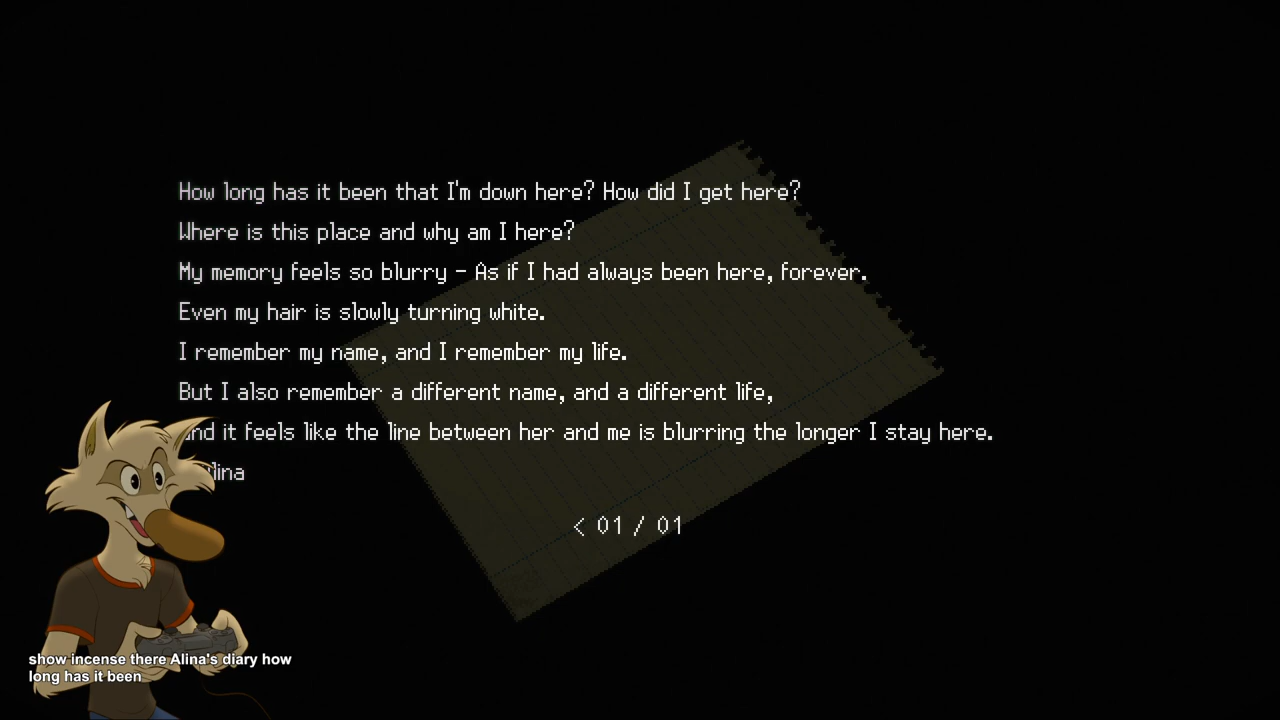 How long has it been that I'm down here? How did I get here?
Where is this place and why am I here?
My memory feels so blurry - As if I had always been here, forever.
Even my hair is slowly turning white.
I remember my name, and I remember my life.
But I also remember a different name, and a different life,
and it feels like the line between her and me is blurring the longer I stay here.
< 01 / 01
show incense there Alina's diary how
long has it been